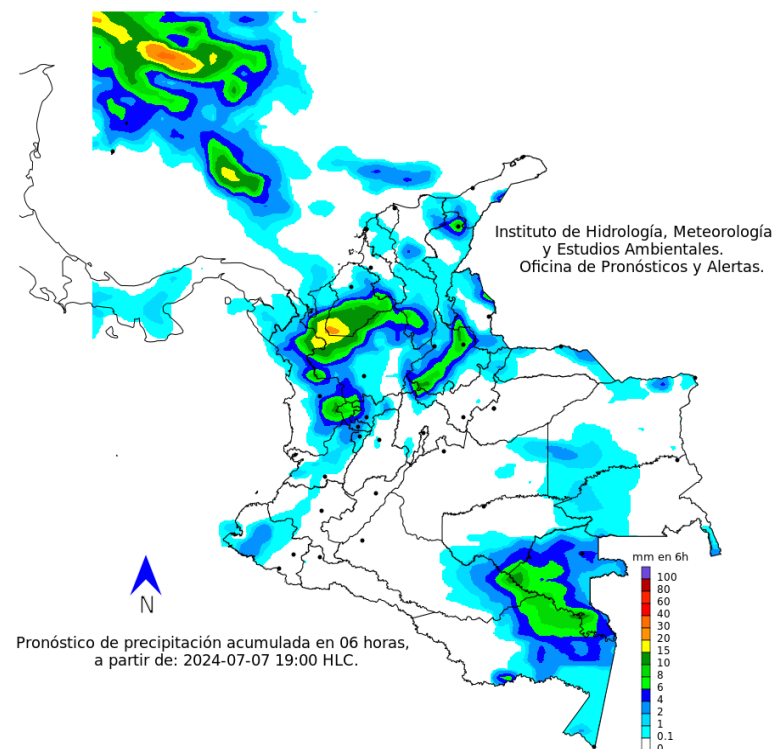 Instituto de Hidrología, Meteorología
y Estudios Ambientales.
Oficina de Pronósticos y Alertas.
mm en 6h
100
80
60
40
30
20
15
10
8
6
4
2
1
0.1
0
N
Pronóstico de precipitación acumulada en 06 horas,
a partir de: 2024-07-07 19:00 HLC.